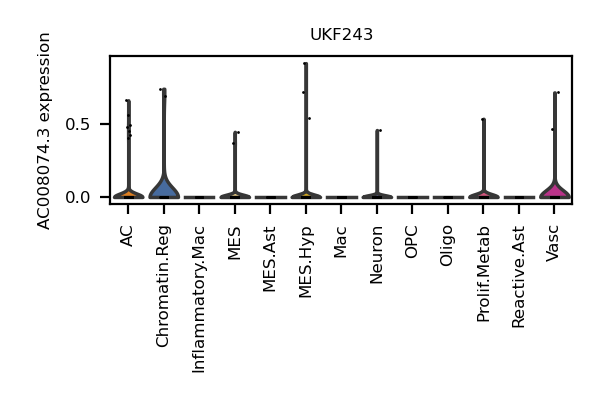 UKF243
AC008074.3 expression
0.5
0.0
AC
Chromatin.Reg
Inflammatory.Mac
MES
MES.Ast
MES.Hyp
Mac
Neuron
OPC
Oligo
Prolif.Metab
Reactive.Ast
Vasc